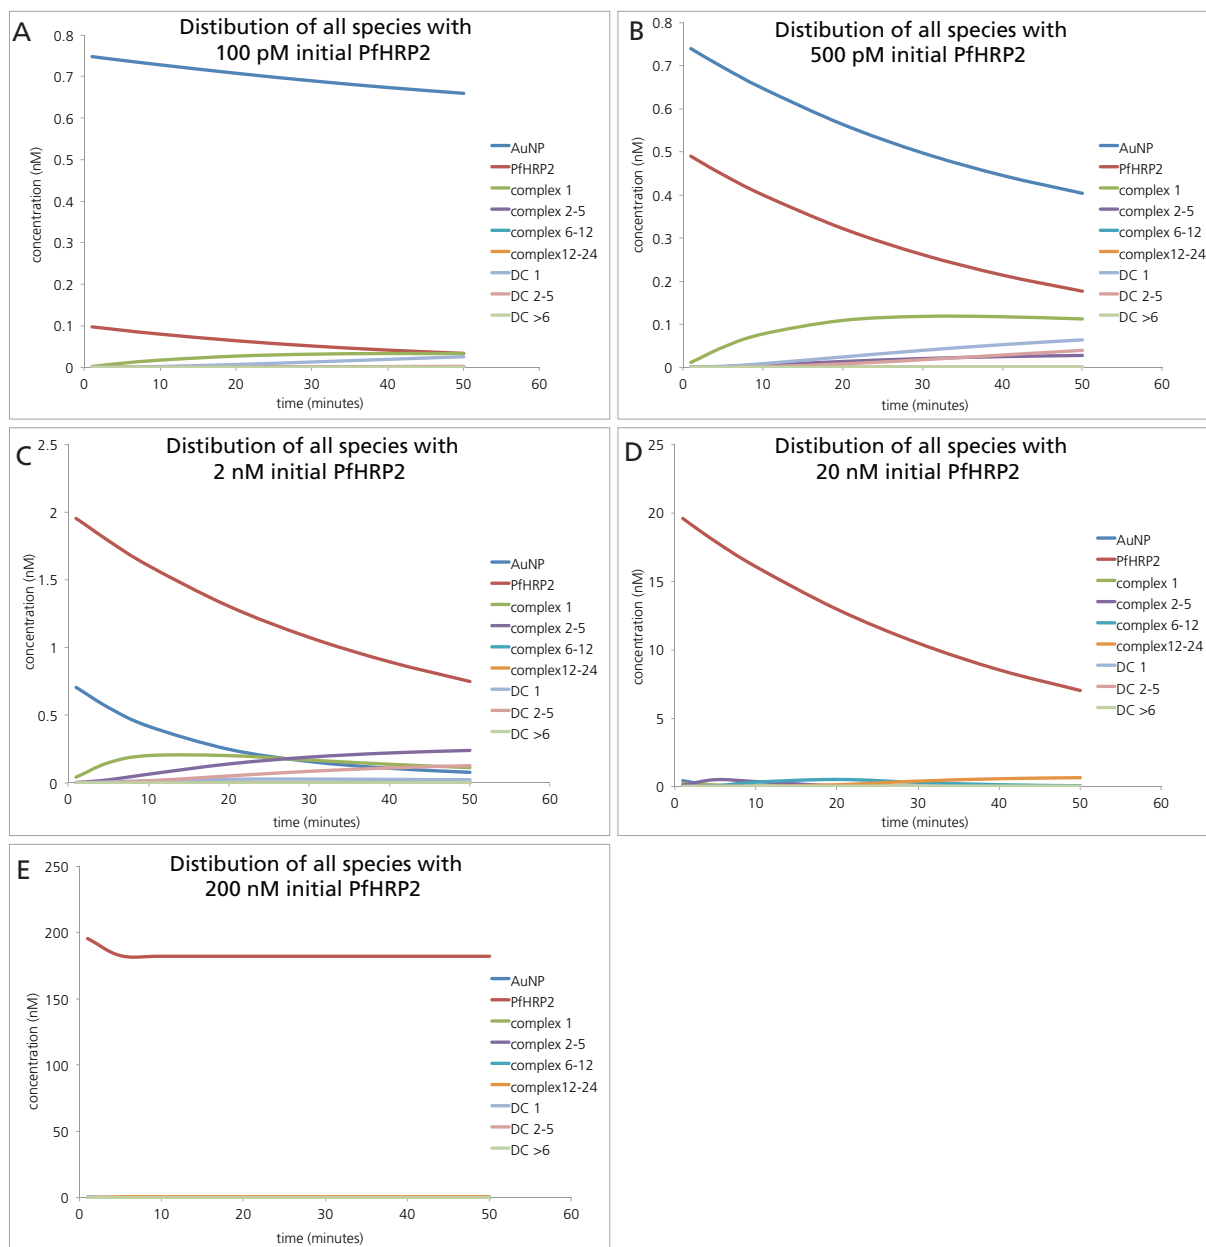 A
Distibution of all species with
100 pM initial PfHRP2
0.8
0.7
0.6
0.5
0.4
0.3
0.2
0.1
0
concentration (nM)
0 10 20 30 40 50 60
time (minutes)
AuNP
PfHRP2
complex 1
complex 2-5
complex 6-12
complex12-24
DC 1
DC 2-5
DC >6
B
Distibution of all species with
500 pM initial PfHRP2
0.8
0.7
0.6
0.5
0.4
0.3
0.2
0.1
0
concentration (nM)
0 10 20 30 40 50 60
time (minutes)
AuNP
PfHRP2
complex 1
complex 2-5
complex 6-12
complex12-24
DC 1
DC 2-5
DC >6
C
Distibution of all species with
2 nM initial PfHRP2
2.5
2
1.5
1
0.5
0
concentration (nM)
0 10 20 30 40 50 60
time (minutes)
AuNP
PfHRP2
complex 1
complex 2-5
complex 6-12
complex12-24
DC 1
DC 2-5
DC >6
D
Distibution of all species with
20 nM initial PfHRP2
25
20
15
10
5
0
concentration (nM)
0 10 20 30 40 50 60
time (minutes)
AuNP
PfHRP2
complex 1
complex 2-5
complex 6-12
complex12-24
DC 1
DC 2-5
DC >6
E
Distibution of all species with
200 nM initial PfHRP2
250
200
150
100
50
0
concentration (nM)
0 10 20 30 40 50 60
time (minutes)
AuNP
PfHRP2
complex 1
complex 2-5
complex 6-12
complex12-24
DC 1
DC 2-5
DC >6